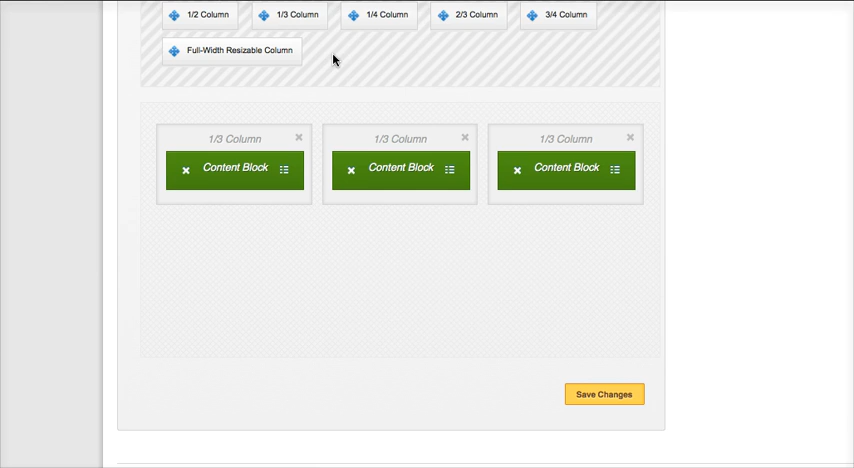 1/2 Column 1/3 Column 1/4 Column 2/3 Column 3/4 Column
Full-Width Resizable Column
1/3 Column 1/3 Column 1/3 Column
Content Block Content Block Content Block
Save Changes